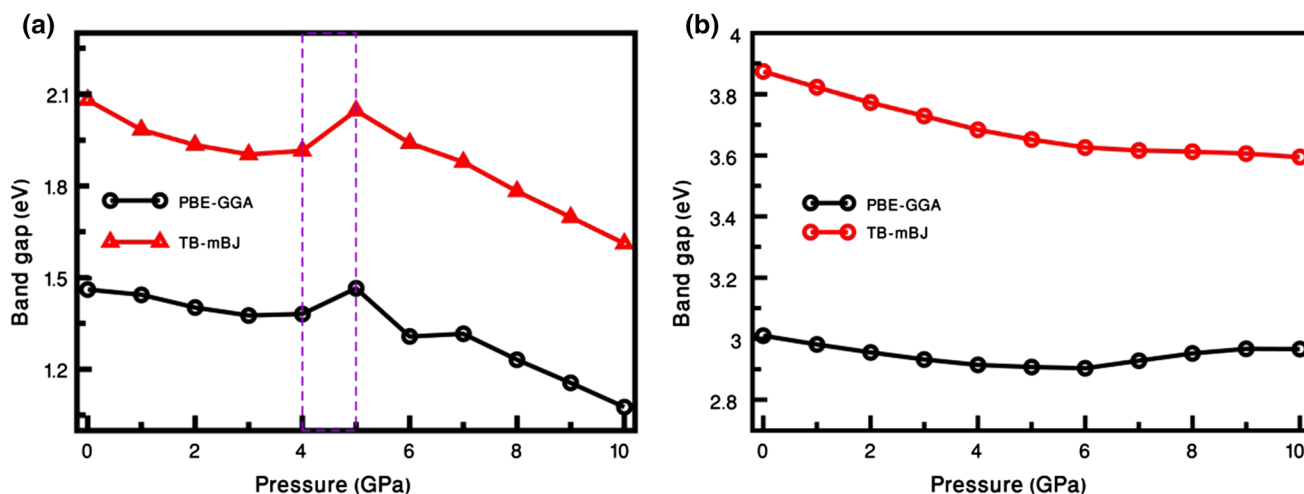 (a)
Band gap (eV)
2.1
1.8
1.5
1.2
PBE-GGA
TB-mBJ
0 2 4 6 8 10
Pressure (GPa)
(b)
Band gap (eV)
4
3.8
3.6
3.4
3.2
3
2.8
PBE-GGA
TB-mBJ
0 2 4 6 8 10
Pressure (GPa)